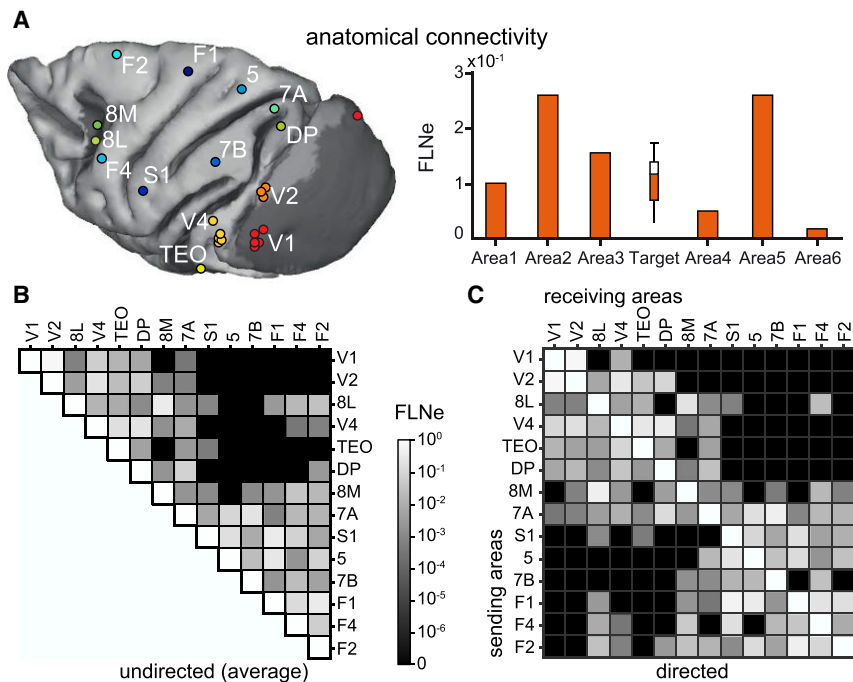 A
anatomical connectivity
F2
F1
5
7A
8M
8L
DP
F4
7B
S1
V2
V4
V1
TEO
x10⁻¹
3
2
1
0
FLNe
Area1 Area2 Area3 Target Area4 Area5 Area6
B
V1 V2 8L V4 TEO DP 8M 7A S1 5 7B F1 F4 F2
V1
V2
8L
V4
TEO
DP
8M
7A
S1
5
7B
F1
F4
F2
undirected (average)
FLNe
10⁰
10⁻¹
10⁻²
10⁻³
10⁻⁴
10⁻⁵
10⁻⁶
0
C
receiving areas
V1 V2 8L V4 TEO DP 8M 7A S1 5 7B F1 F4 F2
V1
V2
8L
V4
TEO
DP
8M
7A
S1
5
7B
F1
F4
F2
sending areas
directed